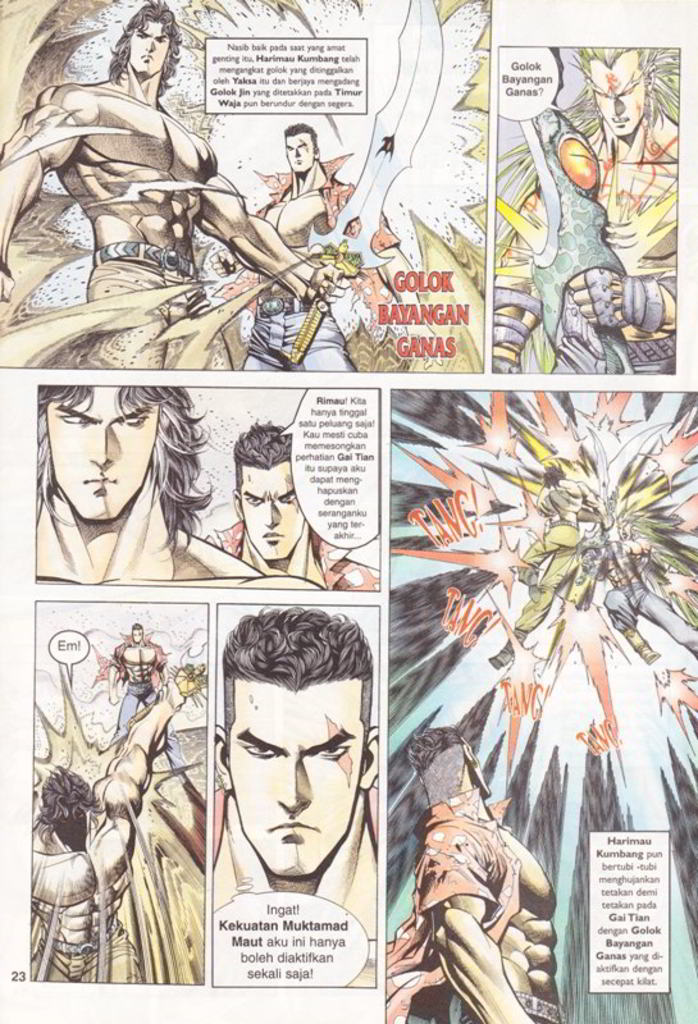 Nasib baik pada saat yang amat
genting itu, Harimau Kumbang telah
mengangkat golok yang ditinggalkan
oleh Yaksa itu dan berjaya mengadang
Golok Jin yang ditetakkan pada Timur
Waja pun berundur dengan segera.
GOLOK
BAYANGAN
GANAS
Golok
Bayangan
Ganas?
Rimau! Kita
hanya tinggal
satu peluang saja!
Kau mesti cuba
memesongkan
perhatian Gai Tian
itu supaya aku
dapat meng-
hapuskan
dengan
seranganku
yang ter-
akhir...
TANG!
TANG!
TANG!
TANG!
Em!
Ingat!
Kekuatan Muktamad
Maut aku ini hanya
boleh diaktifkan
sekali saja!
Harimau
Kumbang pun
bertubi -tubi
menghujankan
tetakan demi
tetakan pada
Gai Tian
dengan Golok
Bayangan
Ganas yang di-
aktifkan dengan
secepat kilat.
23